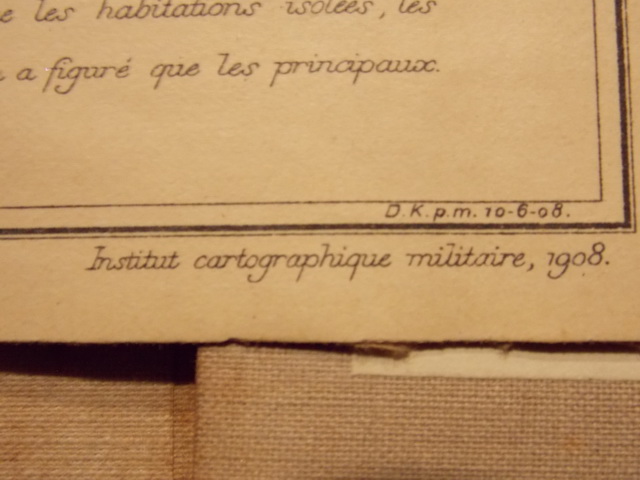 les habitations isolées, les
a figuré que les principaux.
D.K.p.m. 10-6-08.
Institut cartographique militaire, 1908.